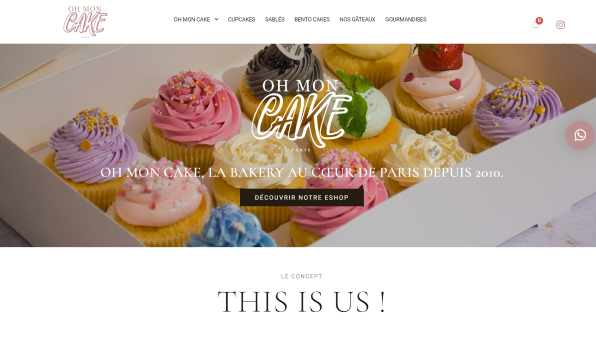 OH MON
CAKE
PARIS
OH MON CAKE
CUPCAKES
SABLÉS
BENTO CAKES
NOS GÂTEAUX
GOURMANDISES
0
OH MON
CAKE
PARIS
OH MON CAKE, LA BAKERY AU CŒUR DE PARIS DEPUIS 2010.
DÉCOUVRIR NOTRE ESHOP
LE CONCEPT
THIS IS US !